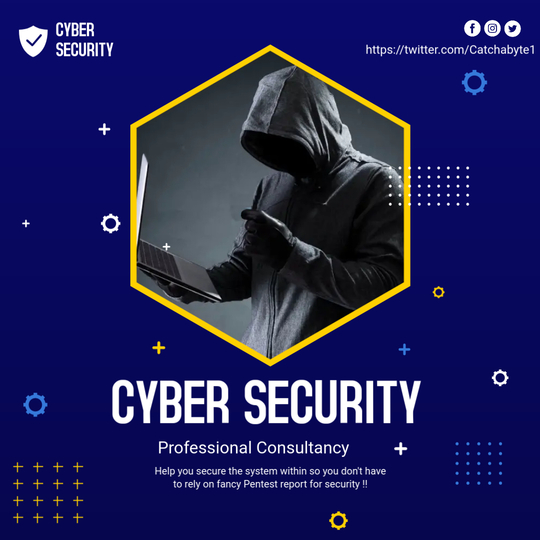 CYBER
SECURITY
https://twitter.com/Catchabyte1
CYBER SECURITY
Professional Consultancy
Help you secure the system within so you don't have
to rely on fancy Pentest report for security !!